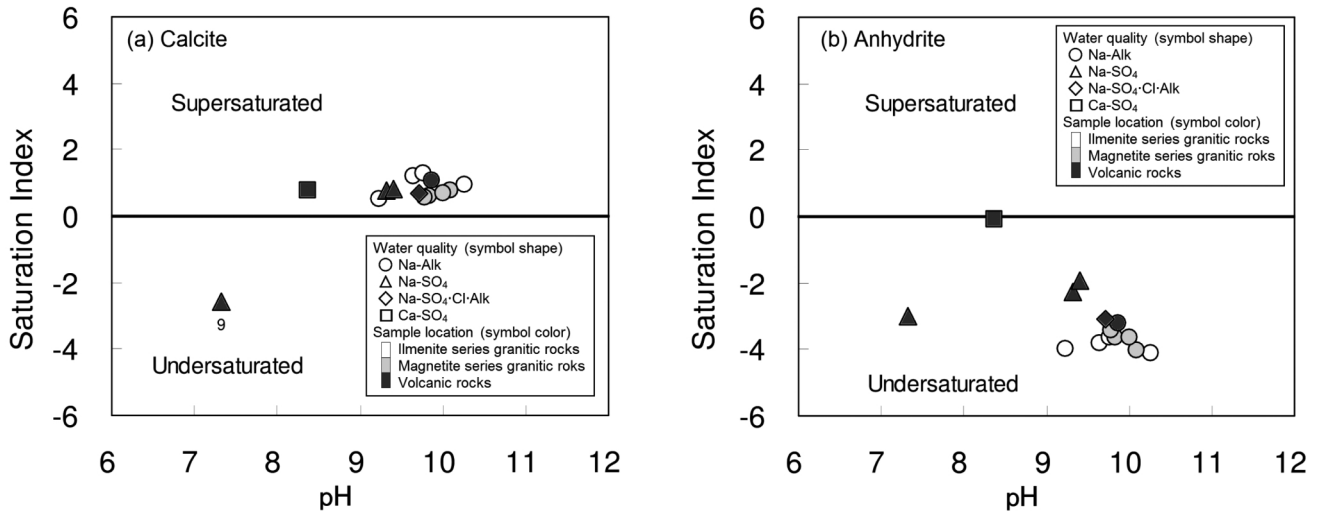 (a) Calcite
Supersaturated
Undersaturated
9
Saturation Index
6
4
2
0
-2
-4
-6
6 7 8 9 10 11 12
pH
Water quality (symbol shape)
Na-Alk
Na-SO₄
Na-SO₄·Cl·Alk
Ca-SO₄
Sample location (symbol color)
Ilmenite series granitic rocks
Magnetite series granitic roks
Volcanic rocks
(b) Anhydrite
Supersaturated
Undersaturated
Saturation Index
6
4
2
0
-2
-4
-6
6 7 8 9 10 11 12
pH
Water quality (symbol shape)
Na-Alk
Na-SO₄
Na-SO₄·Cl·Alk
Ca-SO₄
Sample location (symbol color)
Ilmenite series granitic rocks
Magnetite series granitic roks
Volcanic rocks